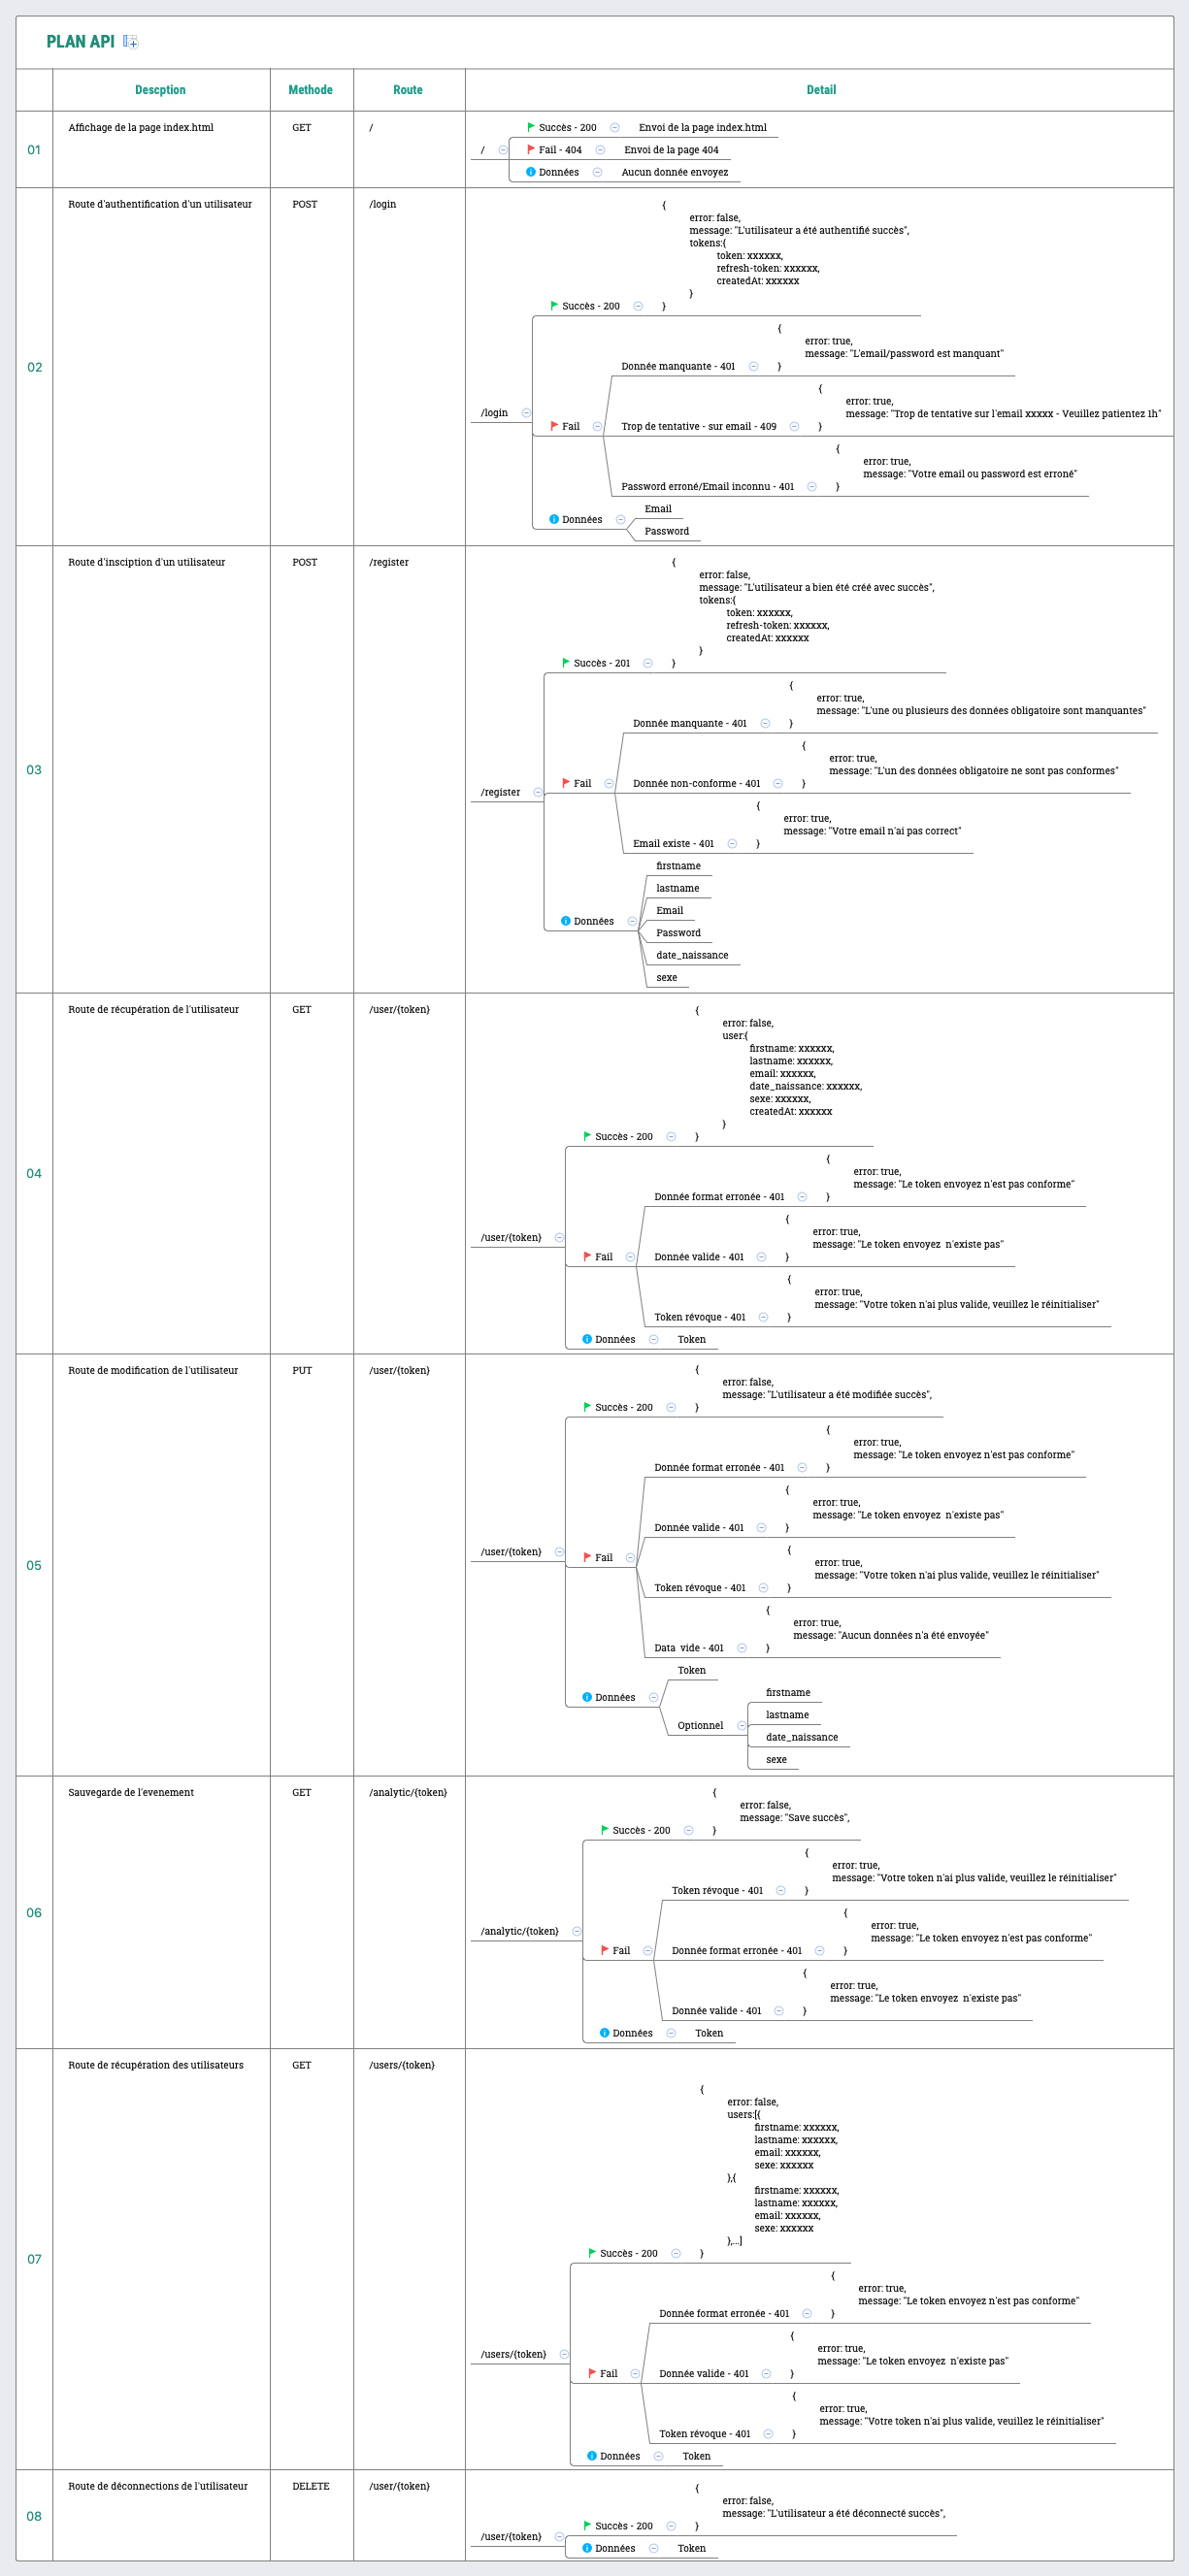 PLAN API
Descption Methode Route Detail
01 Affichage de la page index.html GET /
/
Succès - 200 Envoi de la page index.html
Fail - 404 Envoi de la page 404
Données Aucun donnée envoyez
02 Route d'authentification d'un utilisateur POST /login
/login
Succès - 200
{
error: false,
message: "L'utilisateur a été authentifié succès",
tokens:{
token: xxxxxx,
refresh-token: xxxxxx,
createdAt: xxxxxx
}
}
Fail
Donnée manquante - 401
{
error: true,
message: "L'email/password est manquant"
}
Trop de tentative - sur email - 409
{
error: true,
message: "Trop de tentative sur l'email xxxxx - Veuillez patientez 1h"
}
Password erroné/Email inconnu - 401
{
error: true,
message: "Votre email ou password est erroné"
}
Données
Email
Password
03 Route d'insciption d'un utilisateur POST /register
/register
Succès - 201
{
error: false,
message: "L'utilisateur a bien été créé avec succès",
tokens:{
token: xxxxxx,
refresh-token: xxxxxx,
createdAt: xxxxxx
}
}
Fail
Donnée manquante - 401
{
error: true,
message: "L'une ou plusieurs des données obligatoire sont manquantes"
}
Donnée non-conforme - 401
{
error: true,
message: "L'un des données obligatoire ne sont pas conformes"
}
Email existe - 401
{
error: true,
message: "Votre email n'ai pas correct"
}
Données
firstname
lastname
Email
Password
date_naissance
sexe
04 Route de récupération de l'utilisateur GET /user/{token}
/user/{token}
Succès - 200
{
error: false,
user:{
firstname: xxxxxx,
lastname: xxxxxx,
email: xxxxxx,
date_naissance: xxxxxx,
sexe: xxxxxx,
createdAt: xxxxxx
}
}
Fail
Donnée format erronée - 401
{
error: true,
message: "Le token envoyez n'est pas conforme"
}
Donnée valide - 401
{
error: true,
message: "Le token envoyez n'existe pas"
}
Token révoque - 401
{
error: true,
message: "Votre token n'ai plus valide, veuillez le réinitialiser"
}
Données Token
05 Route de modification de l'utilisateur PUT /user/{token}
/user/{token}
Succès - 200
{
error: false,
message: "L'utilisateur a été modifiée succès",
}
Fail
Donnée format erronée - 401
{
error: true,
message: "Le token envoyez n'est pas conforme"
}
Donnée valide - 401
{
error: true,
message: "Le token envoyez n'existe pas"
}
Token révoque - 401
{
error: true,
message: "Votre token n'ai plus valide, veuillez le réinitialiser"
}
Data vide - 401
{
error: true,
message: "Aucun données n'a été envoyée"
}
Données
Token
Optionnel
firstname
lastname
date_naissance
sexe
06 Sauvegarde de l'evenement GET /analytic/{token}
/analytic/{token}
Succès - 200
{
error: false,
message: "Save succès",
}
Fail
Token révoque - 401
{
error: true,
message: "Votre token n'ai plus valide, veuillez le réinitialiser"
}
Donnée format erronée - 401
{
error: true,
message: "Le token envoyez n'est pas conforme"
}
Donnée valide - 401
{
error: true,
message: "Le token envoyez n'existe pas"
}
Données Token
07 Route de récupération des utilisateurs GET /users/{token}
/users/{token}
Succès - 200
{
error: false,
users:[{
firstname: xxxxxx,
lastname: xxxxxx,
email: xxxxxx,
sexe: xxxxxx
},{
firstname: xxxxxx,
lastname: xxxxxx,
email: xxxxxx,
sexe: xxxxxx
},...]
}
Fail
Donnée format erronée - 401
{
error: true,
message: "Le token envoyez n'est pas conforme"
}
Donnée valide - 401
{
error: true,
message: "Le token envoyez n'existe pas"
}
Token révoque - 401
{
error: true,
message: "Votre token n'ai plus valide, veuillez le réinitialiser"
}
Données Token
08 Route de déconnections de l'utilisateur DELETE /user/{token}
/user/{token}
Succès - 200
{
error: false,
message: "L'utilisateur a été déconnecté succès",
}
Données Token